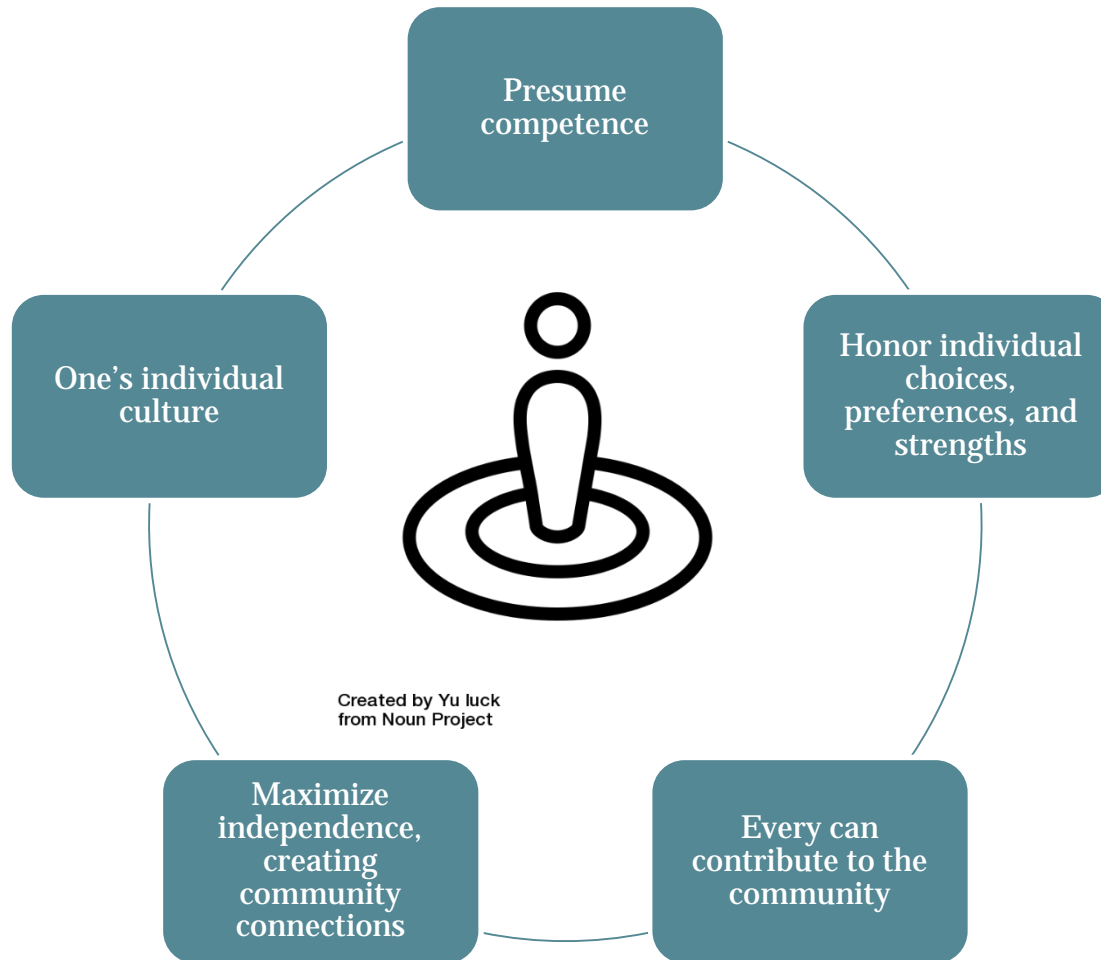 Presume
competence
Honor individual
choices,
preferences, and
strengths
Every can
contribute to the
community
Maximize
independence,
creating
community
connections
One’s individual
culture
Created by Yu luck
from Noun Project